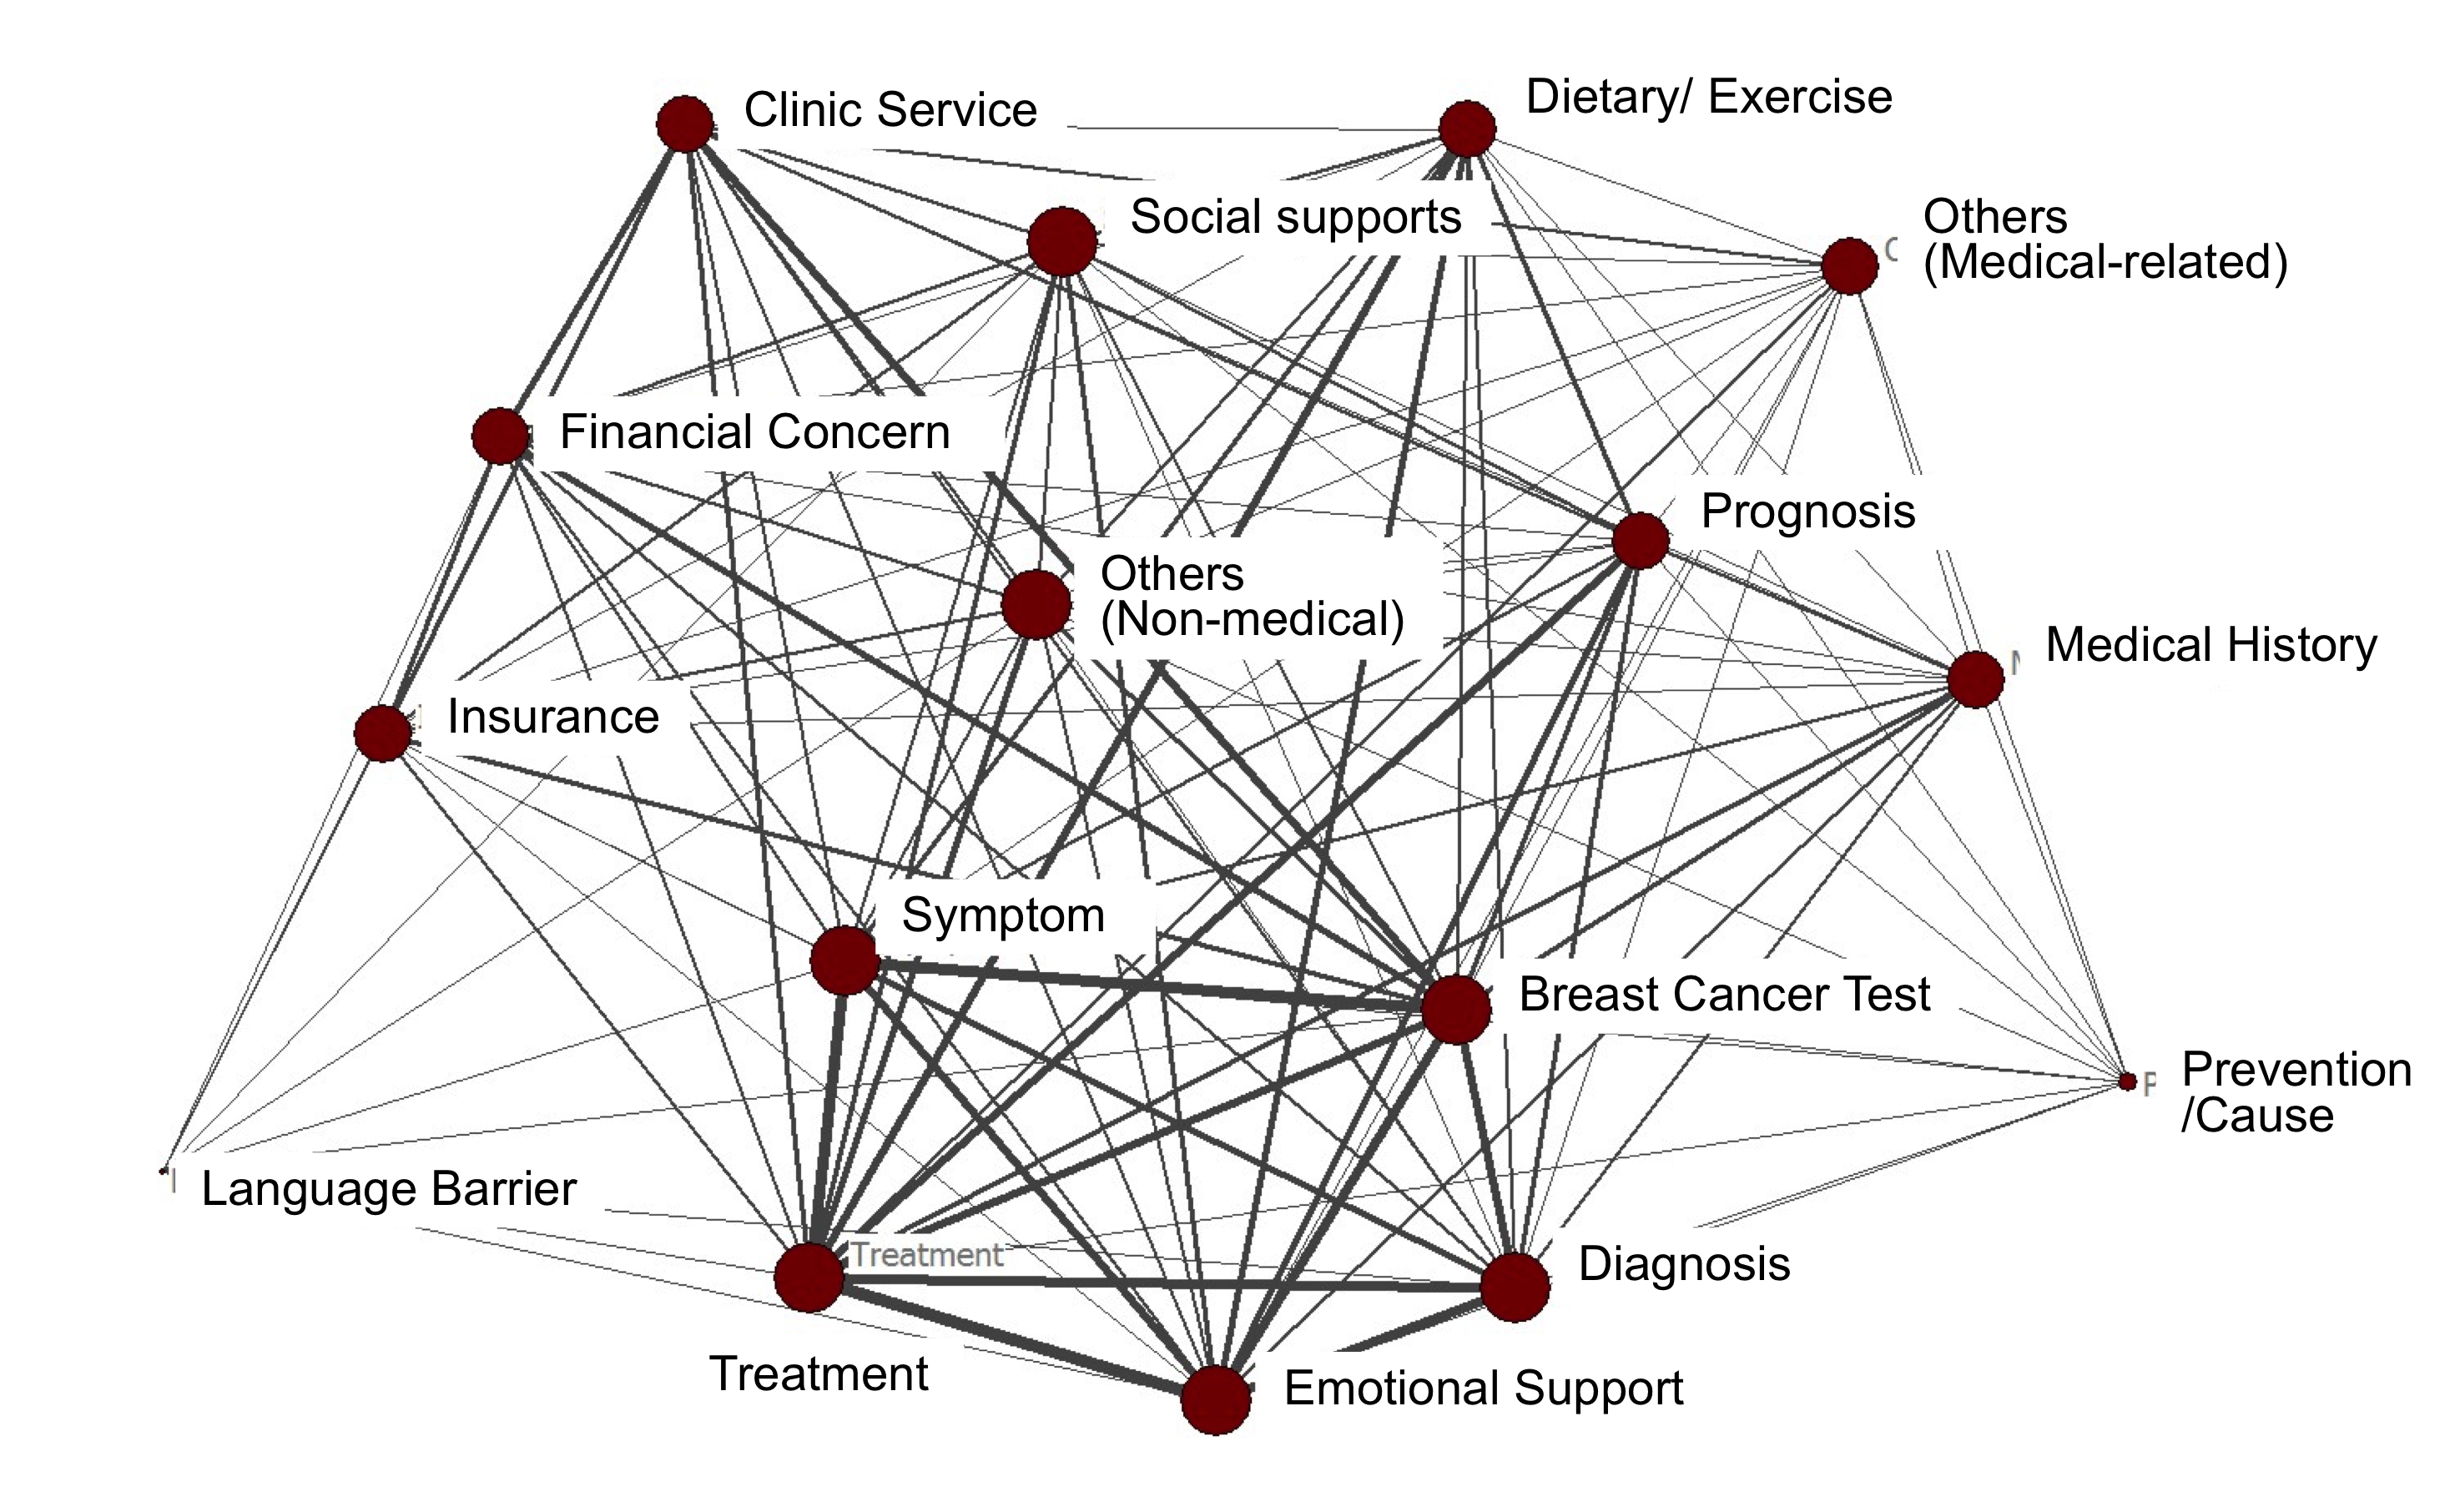 Clinic Service
Dietary/ Exercise
Social supports
Others
(Medical-related)
Financial Concern
Prognosis
Others
(Non-medical)
Medical History
Insurance
Symptom
Breast Cancer Test
Prevention
/Cause
Language Barrier
Treatment
Diagnosis
Treatment
Emotional Support